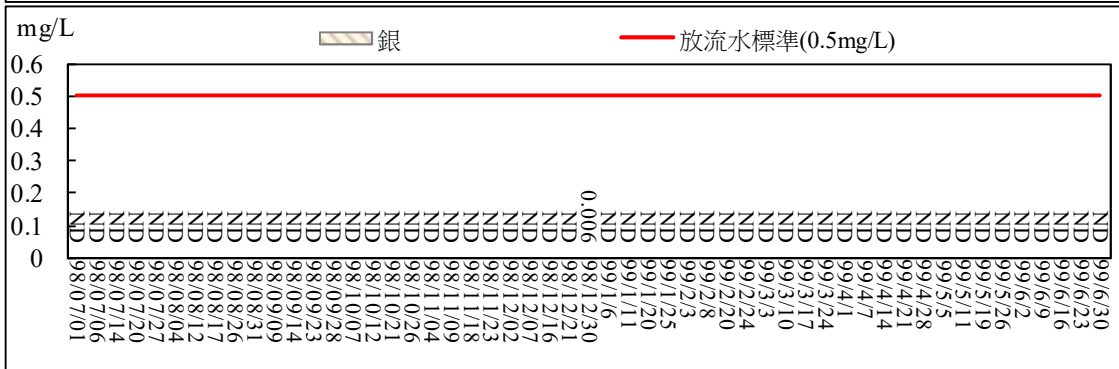 mg/L
銀 放流水標準(0.5mg/L)
0.6
0.5
0.4
0.3
0.2
0.1
0
ND ND ND ND ND ND ND ND ND ND ND ND ND ND ND ND ND ND ND ND ND ND ND ND ND ND 0.006 ND ND ND ND ND ND ND ND ND ND ND ND ND ND ND ND ND ND ND ND ND ND ND ND ND ND
98/07/01 98/07/06 98/07/14 98/07/20 98/07/27 98/08/04 98/08/12 98/08/17 98/08/26 98/08/31 98/09/09 98/09/14 98/09/23 98/09/28 98/10/07 98/10/12 98/10/21 98/10/26 98/11/04 98/11/09 98/11/18 98/11/23 98/12/02 98/12/07 98/12/16 98/12/21 98/12/30 99/1/6 99/1/11 99/1/20 99/1/25 99/2/3 99/2/8 99/2/20 99/2/24 99/3/3 99/3/10 99/3/17 99/3/24 99/4/1 99/4/7 99/4/14 99/4/21 99/4/28 99/5/5 99/5/11 99/5/19 99/5/26 99/6/2 99/6/9 99/6/16 99/6/23 99/6/30